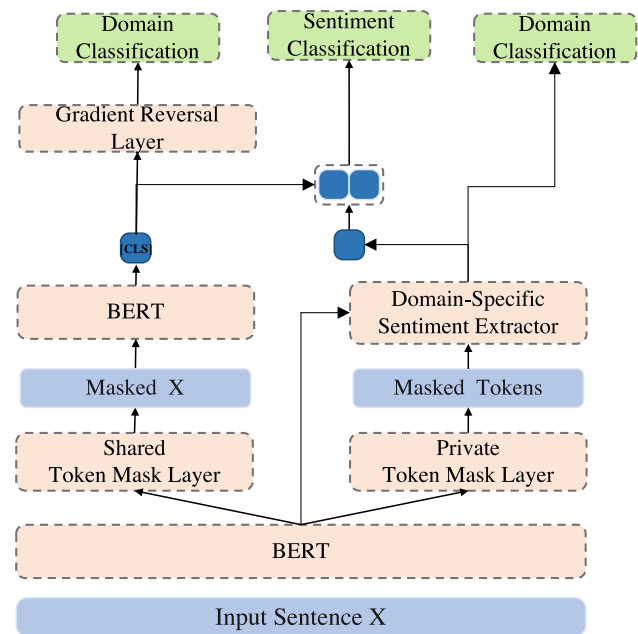 Domain
Classification
Sentiment
Classification
Domain
Classification
Gradient Reversal
Layer
[CLS]
BERT
Domain-Specific
Sentiment Extractor
Masked X
Masked Tokens
Shared
Token Mask Layer
Private
Token Mask Layer
BERT
Input Sentence X